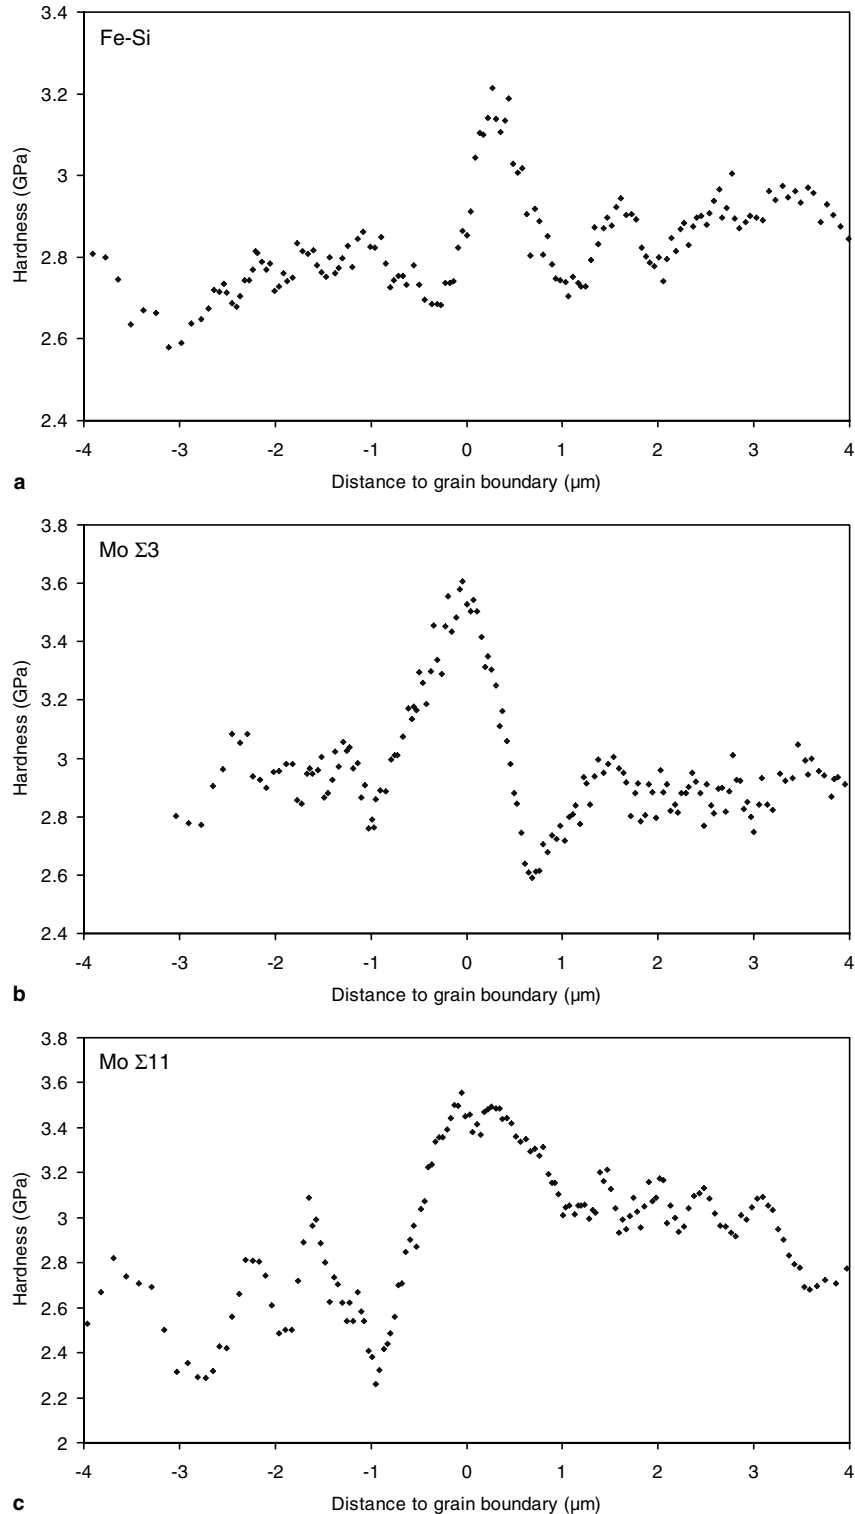 3.4
Fe-Si
3.2
3
2.8
2.6
2.4
Hardness (GPa)
-4 -3 -2 -1 0 1 2 3 4
a Distance to grain boundary (µm)
3.8
Mo Σ3
3.6
3.4
3.2
3
2.8
2.6
2.4
Hardness (GPa)
-4 -3 -2 -1 0 1 2 3 4
b Distance to grain boundary (µm)
3.8
Mo Σ11
3.6
3.4
3.2
3
2.8
2.6
2.4
2.2
2
Hardness (GPa)
-4 -3 -2 -1 0 1 2 3 4
c Distance to grain boundary (µm)